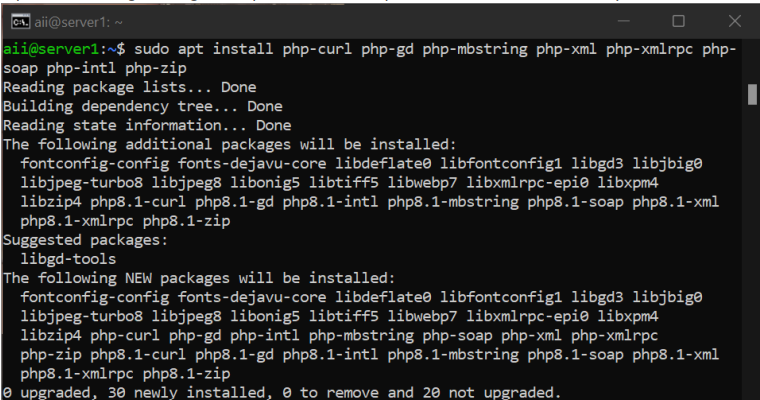 aii@server1: ~
aii@server1:~$ sudo apt install php-curl php-gd php-mbstring php-xml php-xmlrpc php-
soap php-intl php-zip
Reading package lists... Done
Building dependency tree... Done
Reading state information... Done
The following additional packages will be installed:
  fontconfig-config fonts-dejavu-core libdeflate0 libfontconfig1 libgd3 libjbig0
  libjpeg-turbo8 libjpeg8 libonig5 libtiff5 libwebp7 libxmlrpc-epi0 libxpm4
  libzip4 php8.1-curl php8.1-gd php8.1-intl php8.1-mbstring php8.1-soap php8.1-xml
  php8.1-xmlrpc php8.1-zip
Suggested packages:
  libgd-tools
The following NEW packages will be installed:
  fontconfig-config fonts-dejavu-core libdeflate0 libfontconfig1 libgd3 libjbig0
  libjpeg-turbo8 libjpeg8 libonig5 libtiff5 libwebp7 libxmlrpc-epi0 libxpm4
  libzip4 php-curl php-gd php-intl php-mbstring php-soap php-xml php-xmlrpc
  php-zip php8.1-curl php8.1-gd php8.1-intl php8.1-mbstring php8.1-soap php8.1-xml
  php8.1-xmlrpc php8.1-zip
0 upgraded, 30 newly installed, 0 to remove and 20 not upgraded.